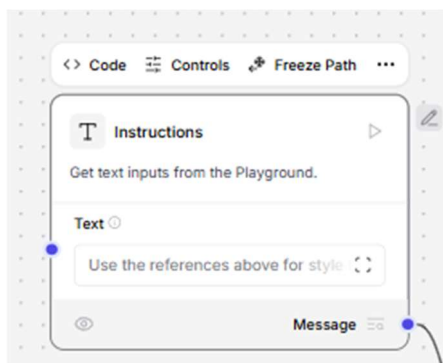 Code Controls Freeze Path
Instructions
Get text inputs from the Playground.
Text
Use the references above for style
Message